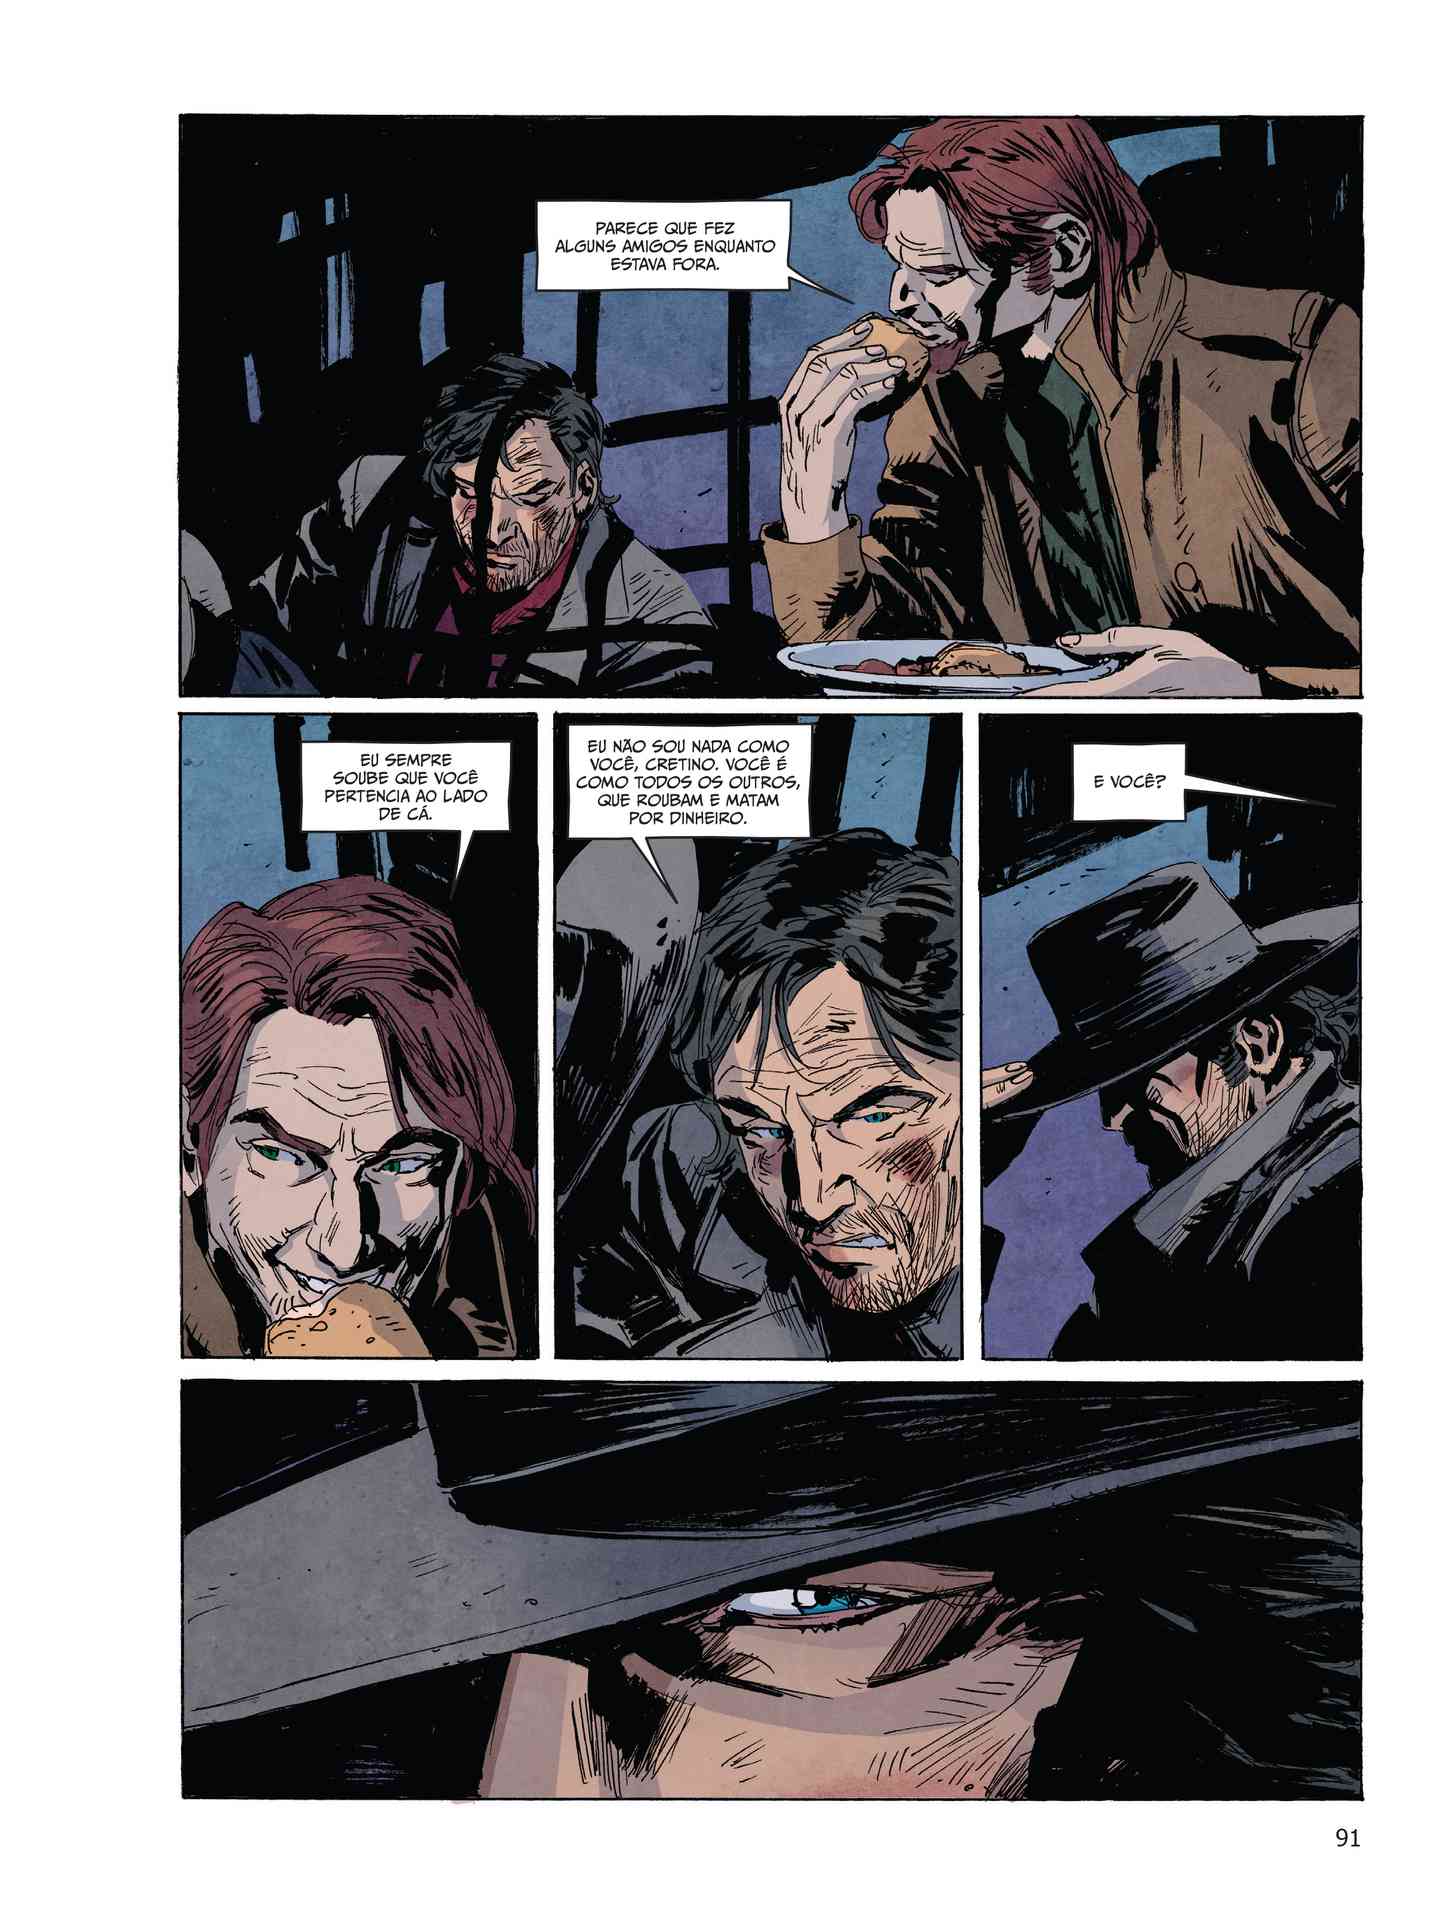 PARECE QUE FEZ
ALGUNS AMIGOS ENQUANTO
ESTAVA FORA.
EU SEMPRE
SOUBE QUE VOCÊ
PERTENCIA AO LADO
DE CÁ.
EU NÃO SOU NADA COMO
VOCÊ, CRETINO. VOCÊ É
COMO TODOS OS OUTROS,
QUE ROUBAM E MATAM
POR DINHEIRO.
E VOCÊ?
91